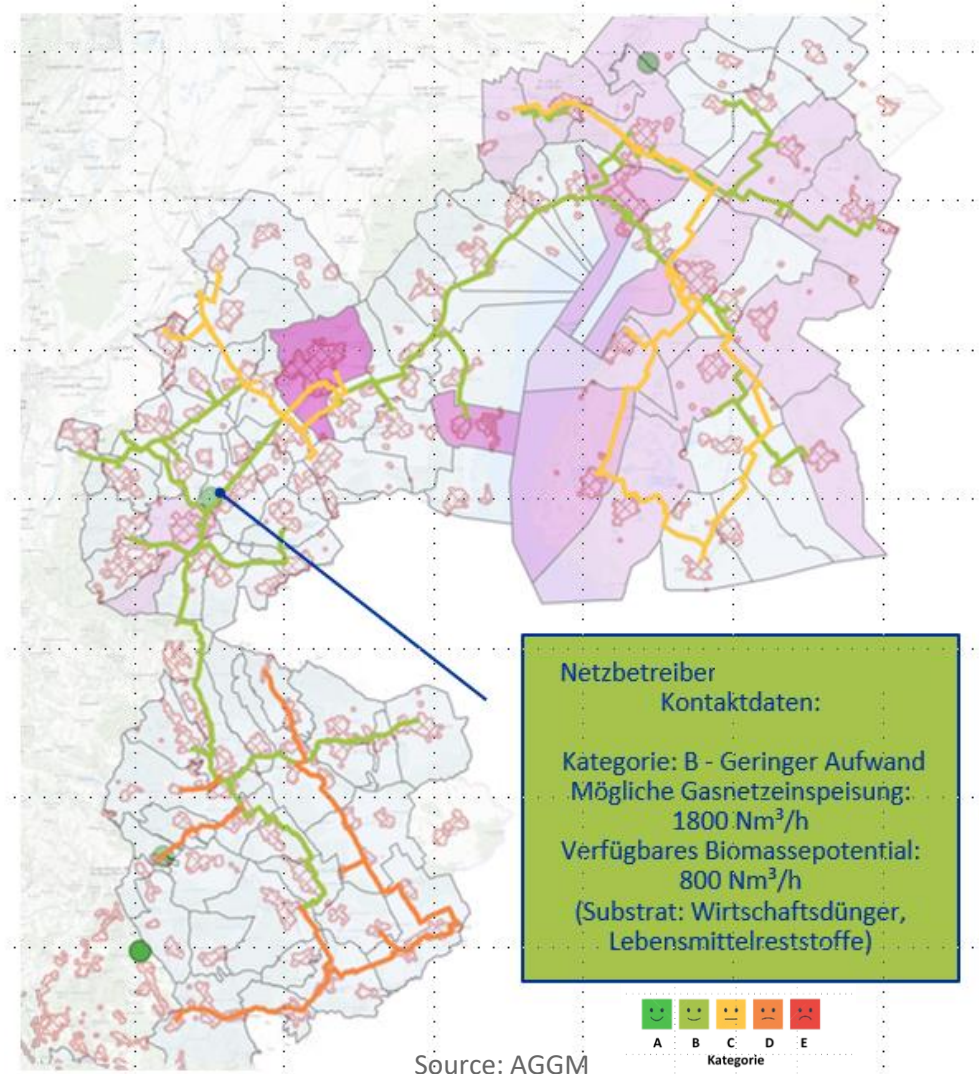 Netzbetreiber
Kontaktdaten:
Kategorie: B - Geringer Aufwand
Mögliche Gasnetzeinspeisung:
1800 Nm³/h
Verfügbares Biomassepotential:
800 Nm³/h
(Substrat: Wirtschaftsdünger,
Lebensmittelreststoffe)
A B C D E
Kategorie
Source: AGGM